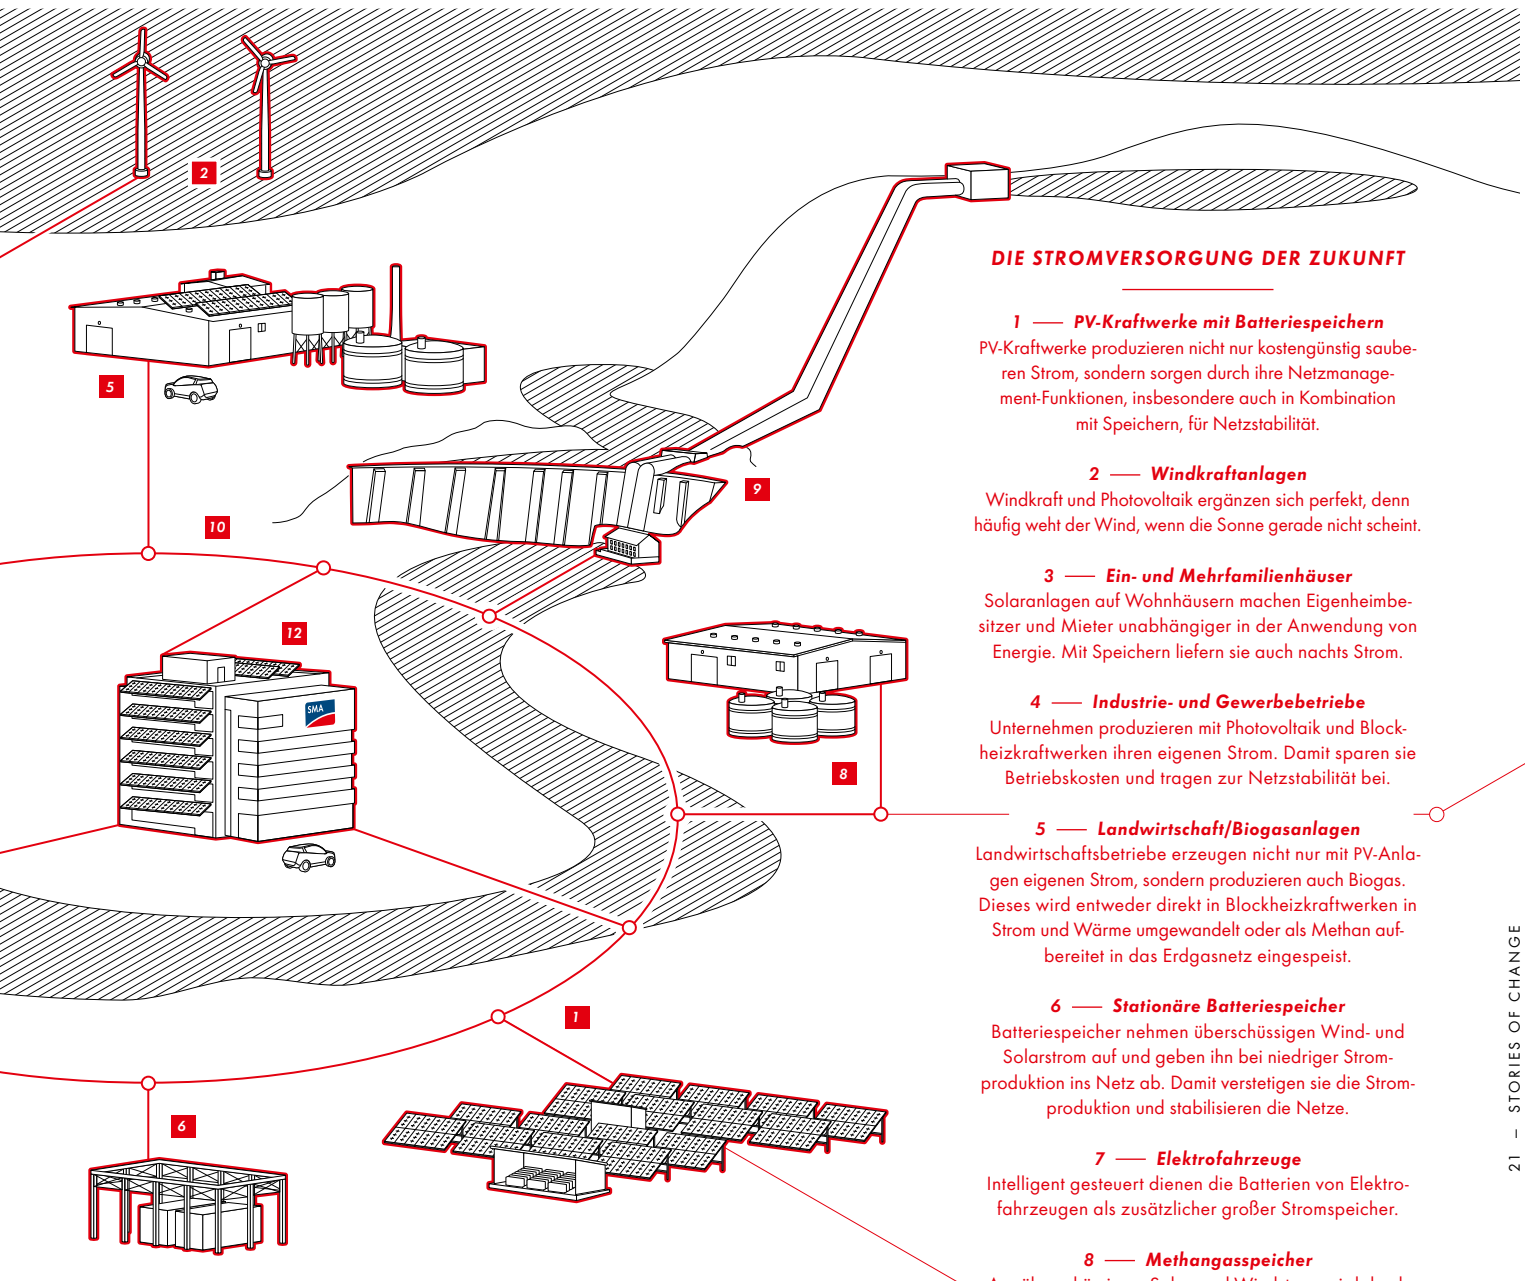 2
5
10
12
SMA
9
8
1
6
DIE STROMVERSORGUNG DER ZUKUNFT
1 — PV-Kraftwerke mit Batteriespeichern
PV-Kraftwerke produzieren nicht nur kostengünstig saube-
ren Strom, sondern sorgen durch ihre Netzmanage-
ment-Funktionen, insbesondere auch in Kombination
mit Speichern, für Netzstabilität.
2 — Windkraftanlagen
Windkraft und Photovoltaik ergänzen sich perfekt, denn
häufig weht der Wind, wenn die Sonne gerade nicht scheint.
3 — Ein- und Mehrfamilienhäuser
Solaranlagen auf Wohnhäusern machen Eigenheimbe-
sitzer und Mieter unabhängiger in der Anwendung von
Energie. Mit Speichern liefern sie auch nachts Strom.
4 — Industrie- und Gewerbebetriebe
Unternehmen produzieren mit Photovoltaik und Block-
heizkraftwerken ihren eigenen Strom. Damit sparen sie
Betriebskosten und tragen zur Netzstabilität bei.
5 — Landwirtschaft/Biogasanlagen
Landwirtschaftsbetriebe erzeugen nicht nur mit PV-Anla-
gen eigenen Strom, sondern produzieren auch Biogas.
Dieses wird entweder direkt in Blockheizkraftwerken in
Strom und Wärme umgewandelt oder als Methan auf-
bereitet in das Erdgasnetz eingespeist.
6 — Stationäre Batteriespeicher
Batteriespeicher nehmen überschüssigen Wind- und
Solarstrom auf und geben ihn bei niedriger Strom-
produktion ins Netz ab. Damit verstetigen sie die Strom-
produktion und stabilisieren die Netze.
7 — Elektrofahrzeuge
Intelligent gesteuert dienen die Batterien von Elektro-
fahrzeugen als zusätzlicher großer Stromspeicher.
8 — Methangasspeicher
21 – STORIES OF CHANGE